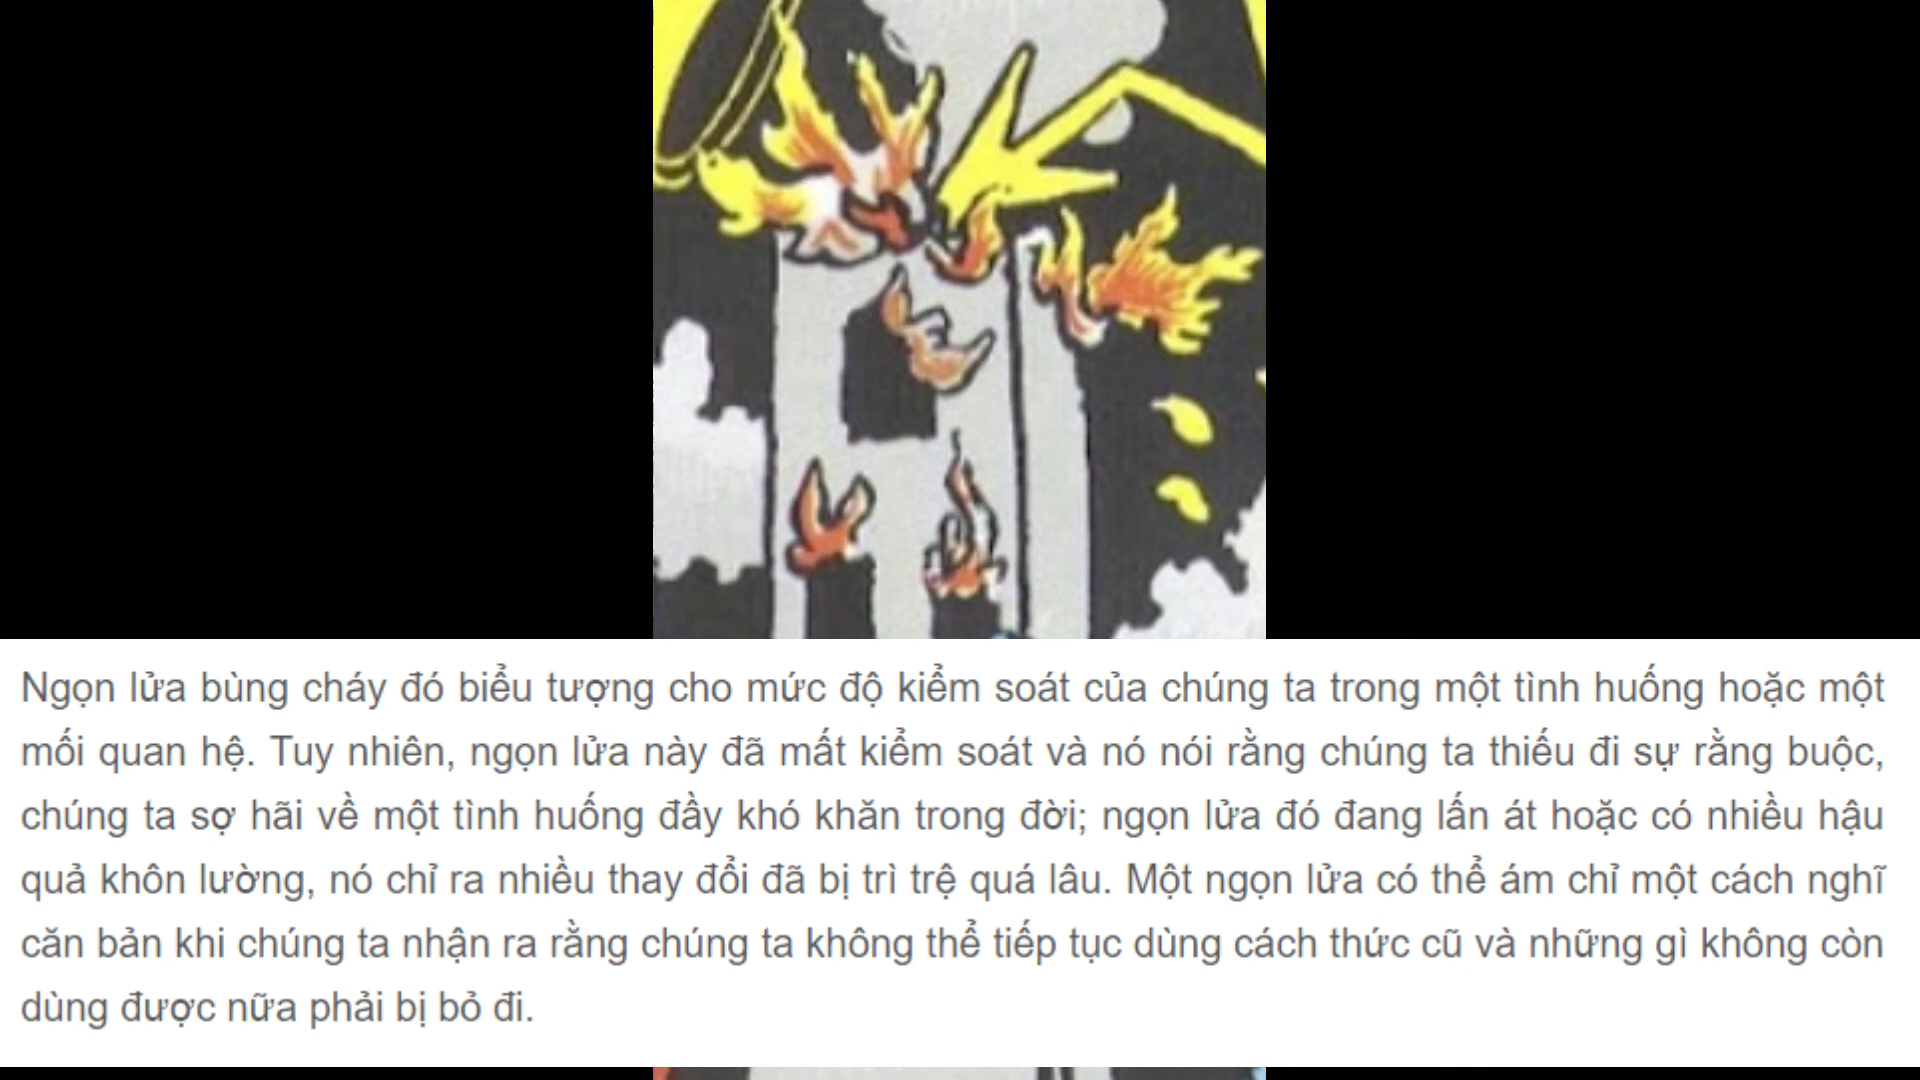 Ngọn lửa bùng cháy đó biểu tượng cho mức độ kiểm soát của chúng ta trong một tình huống hoặc một
mối quan hệ. Tuy nhiên, ngọn lửa này đã mất kiểm soát và nó nói rằng chúng ta thiếu đi sự rằng buộc,
chúng ta sợ hãi về một tình huống đầy khó khăn trong đời; ngọn lửa đó đang lấn át hoặc có nhiều hậu
quả khôn lường, nó chỉ ra nhiều thay đổi đã bị trì trệ quá lâu. Một ngọn lửa có thể ám chỉ một cách nghĩ
căn bản khi chúng ta nhận ra rằng chúng ta không thể tiếp tục dùng cách thức cũ và những gì không còn
dùng được nữa phải bị bỏ đi.